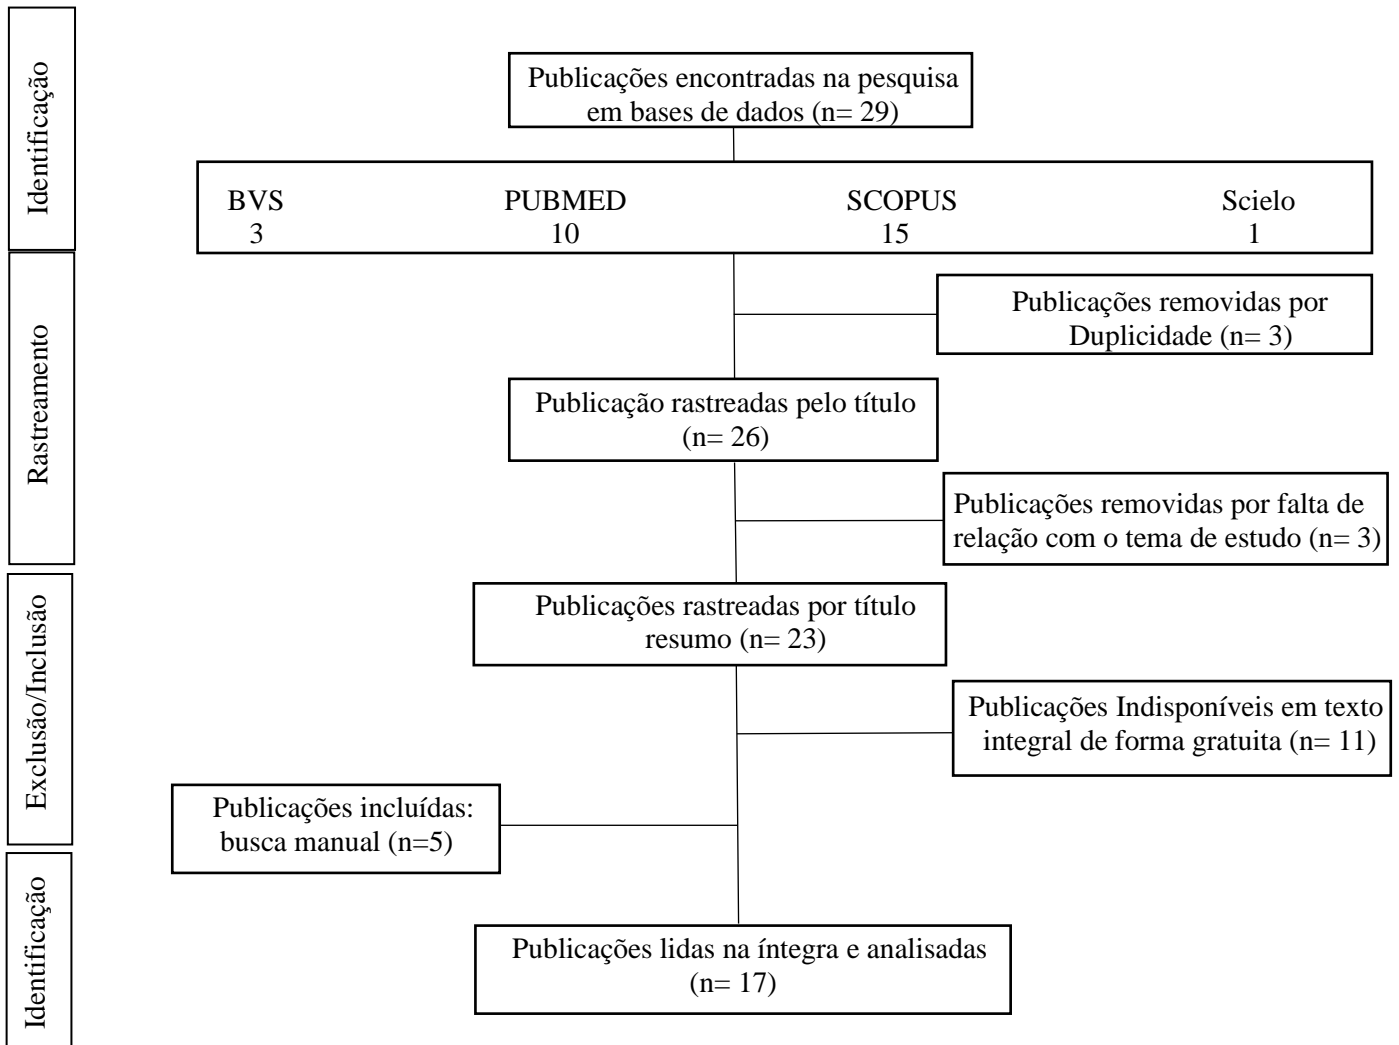 Identificação
Publicações encontradas na pesquisa
em bases de dados (n= 29)
BVS PUBMED SCOPUS Scielo
3 10 15 1
Rastreamento
Publicações removidas por
Duplicidade (n= 3)
Publicação rastreadas pelo título
(n= 26)
Publicações removidas por falta de
relação com o tema de estudo (n= 3)
Exclusão/Inclusão
Publicações rastreadas por título
resumo (n= 23)
Publicações Indisponíveis em texto
integral de forma gratuita (n= 11)
Publicações incluídas:
busca manual (n=5)
Identificação
Publicações lidas na íntegra e analisadas
(n= 17)